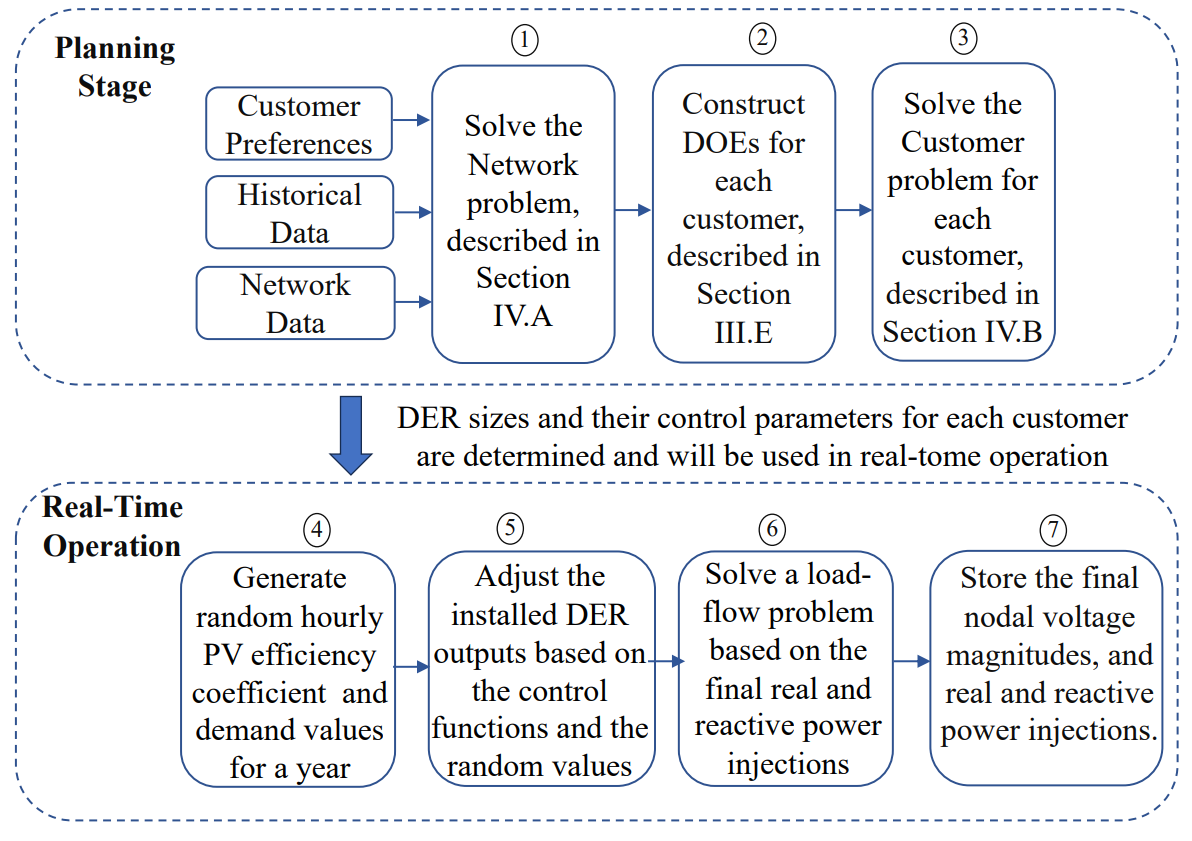 Planning
Stage
Customer
Preferences
Historical
Data
Network
Data
①
Solve the
Network
problem,
described in
Section
IV.A
②
Construct
DOEs for
each
customer,
described in
Section
III.E
③
Solve the
Customer
problem for
each
customer,
described in
Section IV.B
DER sizes and their control parameters for each customer
are determined and will be used in real-tome operation
Real-Time
Operation
④
Generate
random hourly
PV efficiency
coefficient and
demand values
for a year
⑤
Adjust the
installed DER
outputs based on
the control
functions and the
random values
⑥
Solve a load-
flow problem
based on the
final real and
reactive power
injections
⑦
Store the final
nodal voltage
magnitudes, and
real and reactive
power injections.